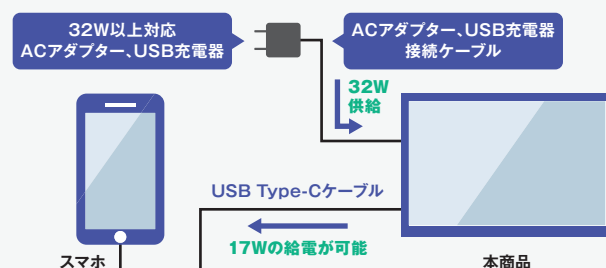 32W以上対応
ACアダプター、USB充電器
ACアダプター、USB充電器
接続ケーブル
32W
供給
USB Type-Cケーブル
17Wの給電が可能
スマホ
本商品